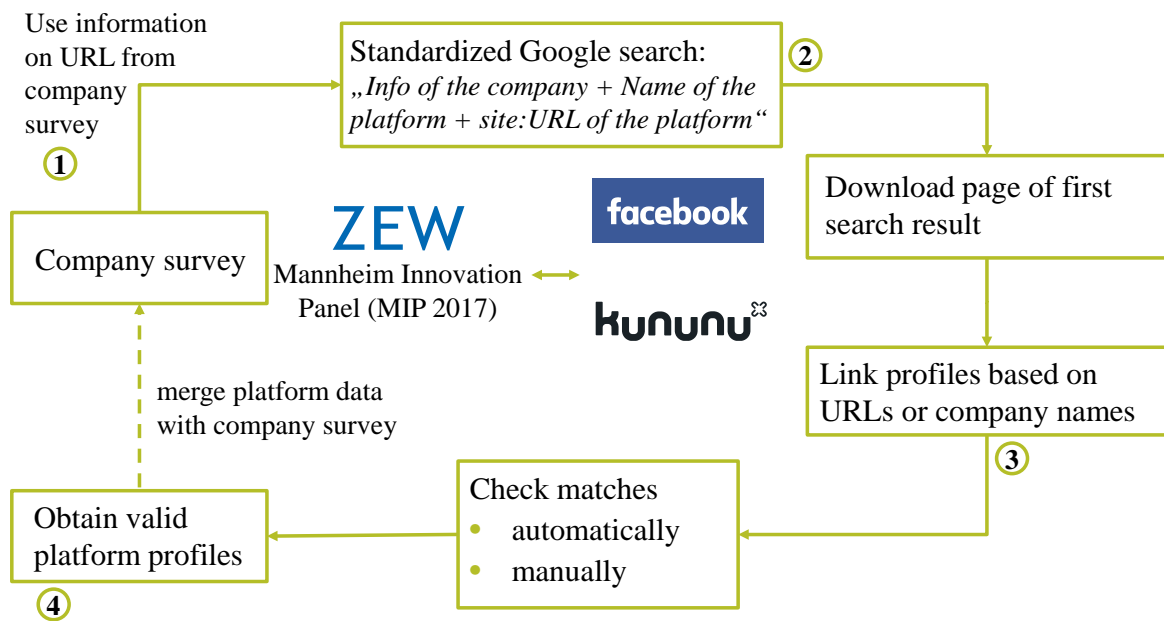 Use information
on URL from
company
survey
1
Standardized Google search:
„Info of the company + Name of the
platform + site:URL of the platform“
2
Download page of first
search result
Company survey
ZEW
Mannheim Innovation
Panel (MIP 2017)
facebook
kununu
Link profiles based on
URLs or company names
3
merge platform data
with company survey
Check matches
• automatically
• manually
Obtain valid
platform profiles
4